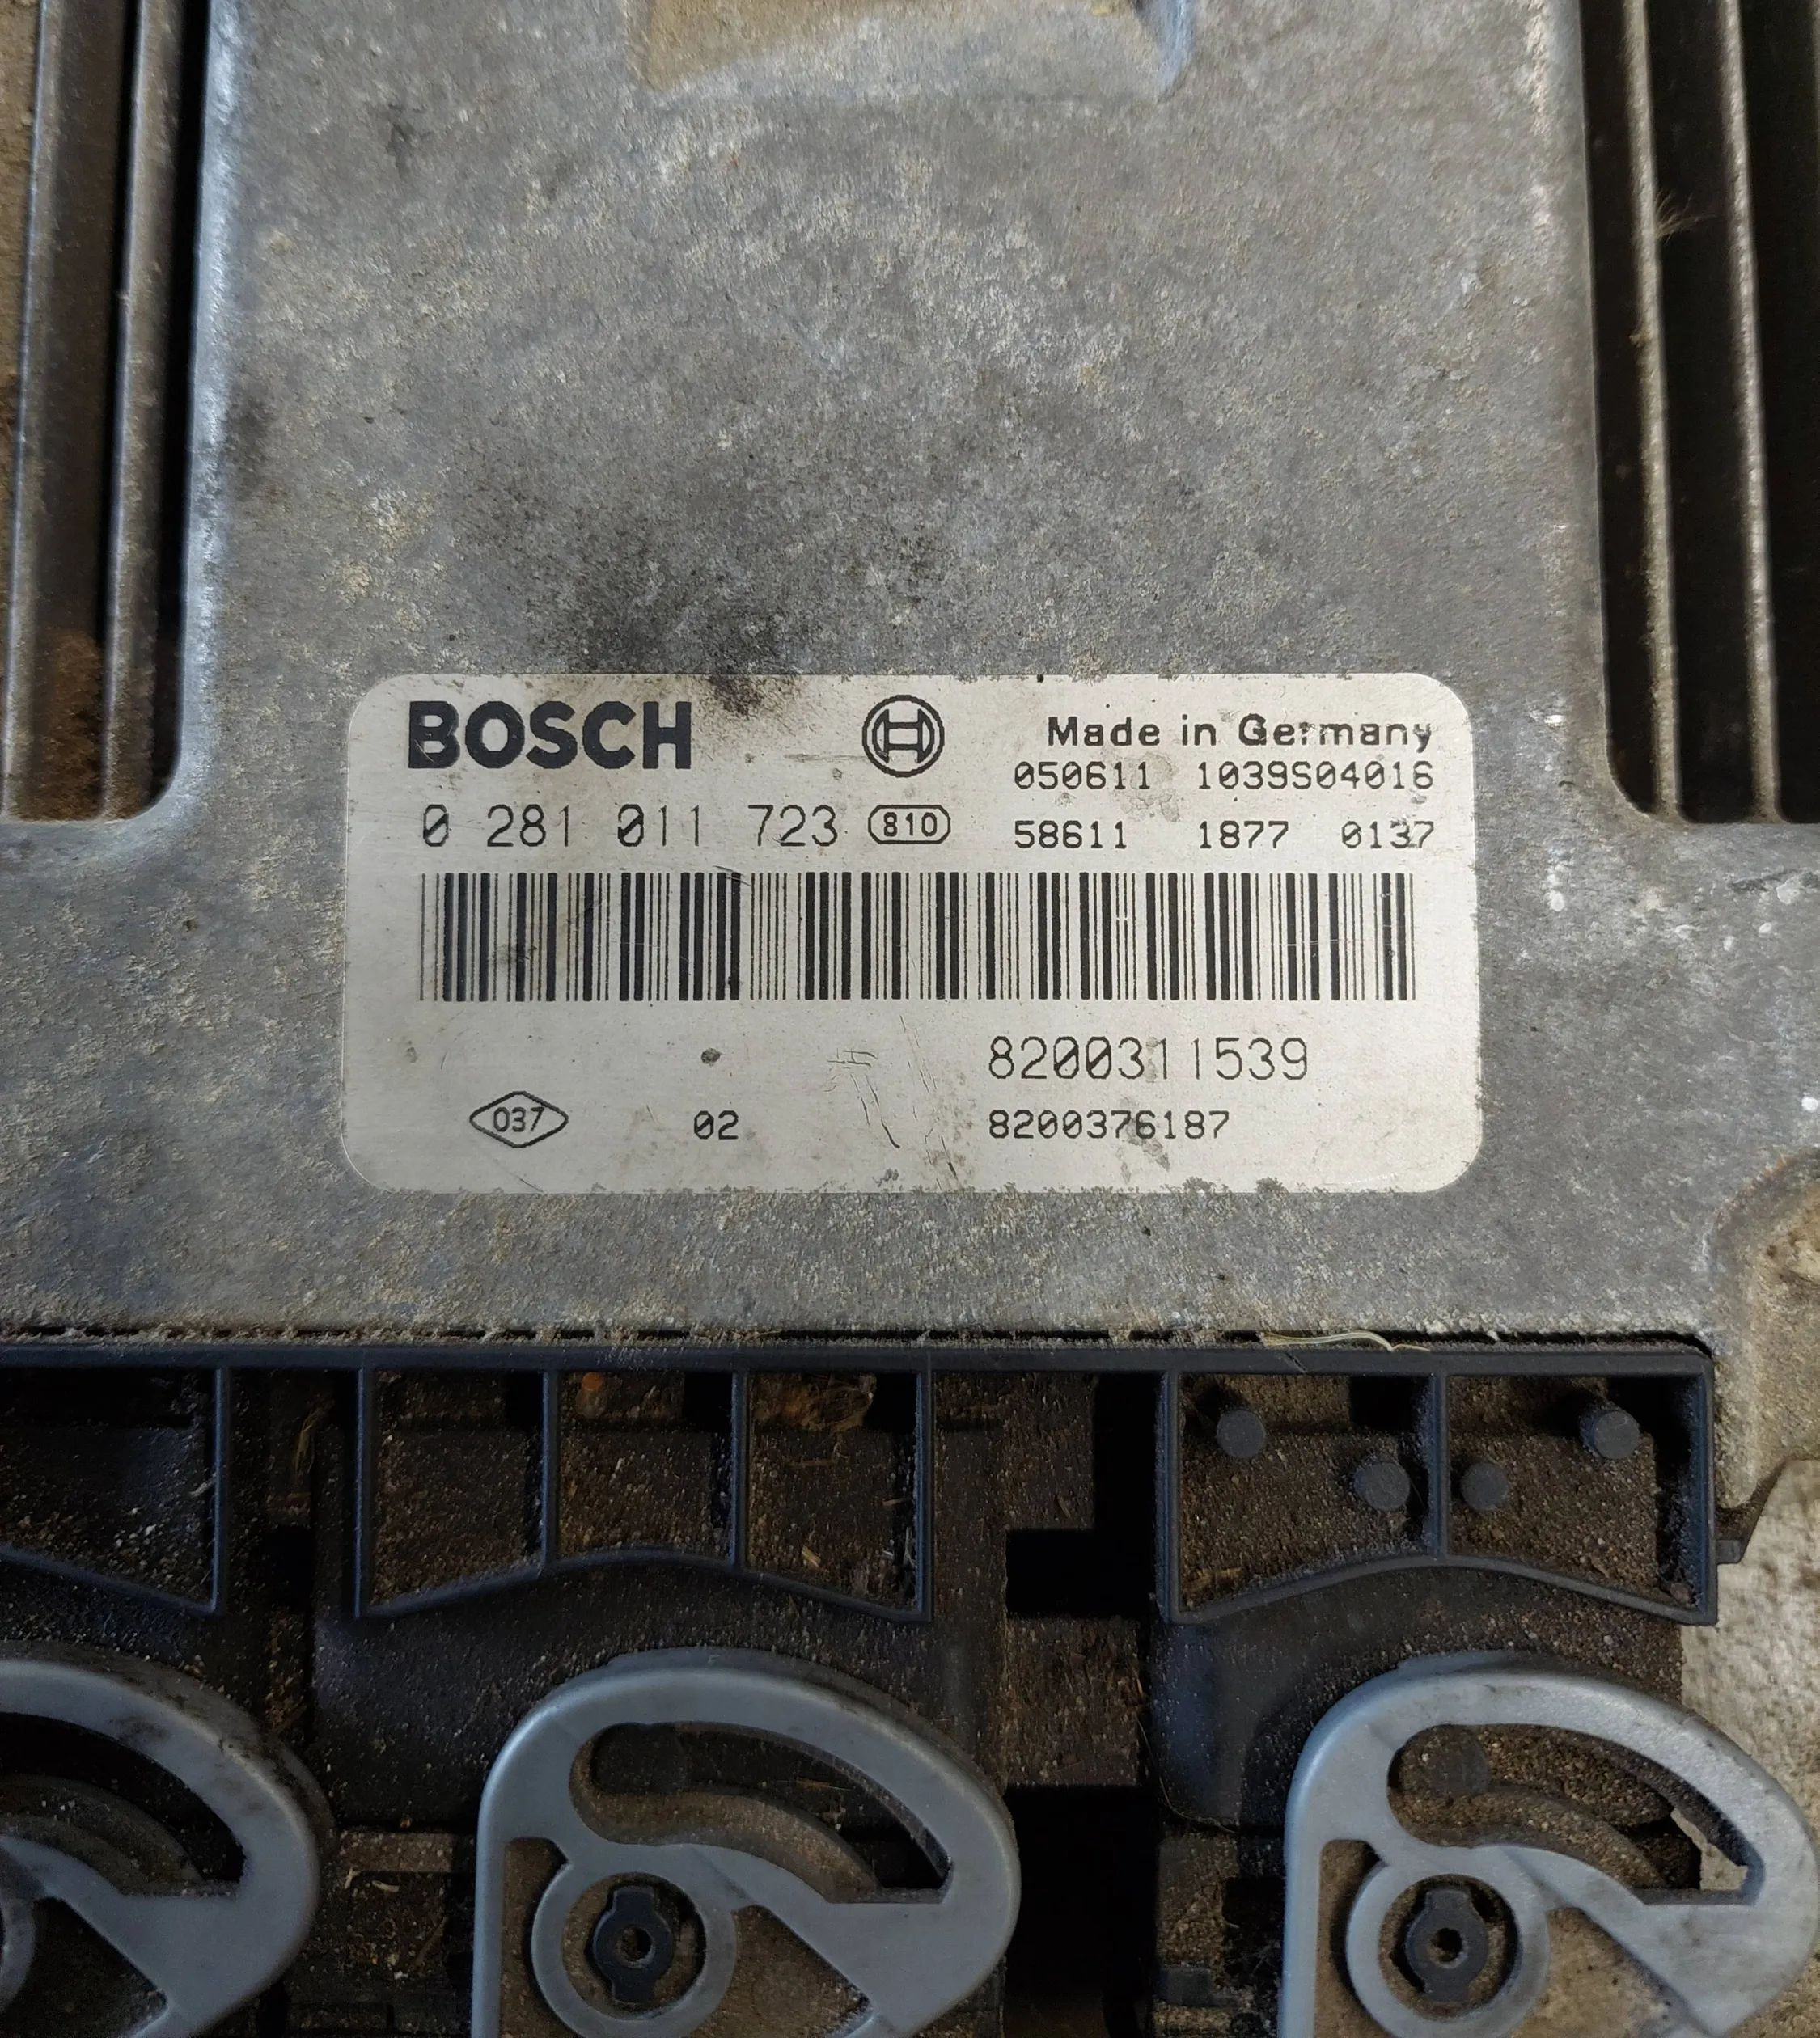 BOSCH
Made in Germany
050611 1039S04016
0 281 011 723 810
58611 1877 0137
8200311539
037 02 8200376187